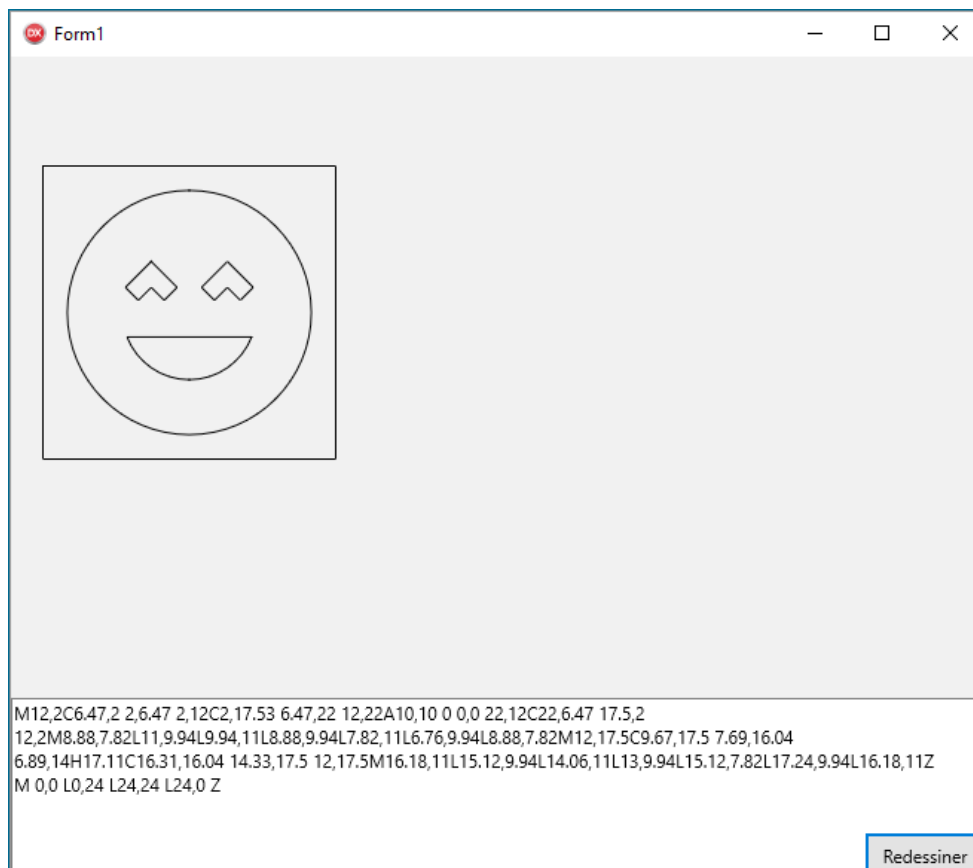 DX Form1
M12,2C6.47,2 2,6.47 2,12C2,17.53 6.47,22 12,22A10,10 0 0,0 22,12C22,6.47 17.5,2
12,2M8.88,7.82L11,9.94L9.94,11L8.88,9.94L7.82,11L6.76,9.94L8.88,7.82M12,17.5C9.67,17.5 7.69,16.04
6.89,14H17.11C16.31,16.04 14.33,17.5 12,17.5M16.18,11L15.12,9.94L14.06,11L13,9.94L15.12,7.82L17.24,9.94L16.18,11Z
M 0,0 L0,24 L24,24 L24,0 Z
Redessiner